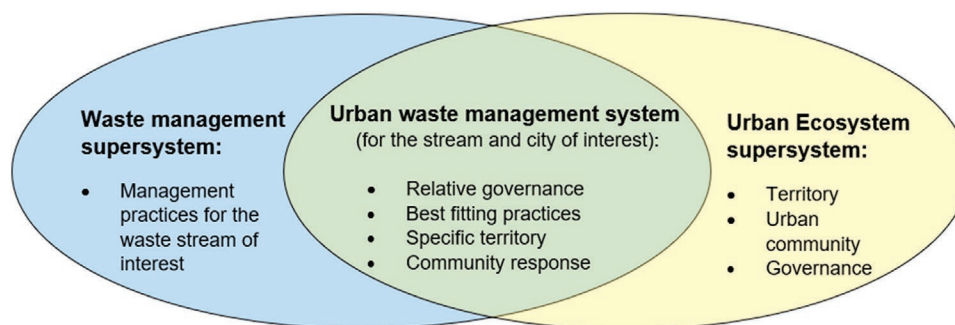 Waste management
supersystem:
• Management
practices for the
waste stream of
interest
Urban waste management system
(for the stream and city of interest):
• Relative governance
• Best fitting practices
• Specific territory
• Community response
Urban Ecosystem
supersystem:
• Territory
• Urban
community
• Governance